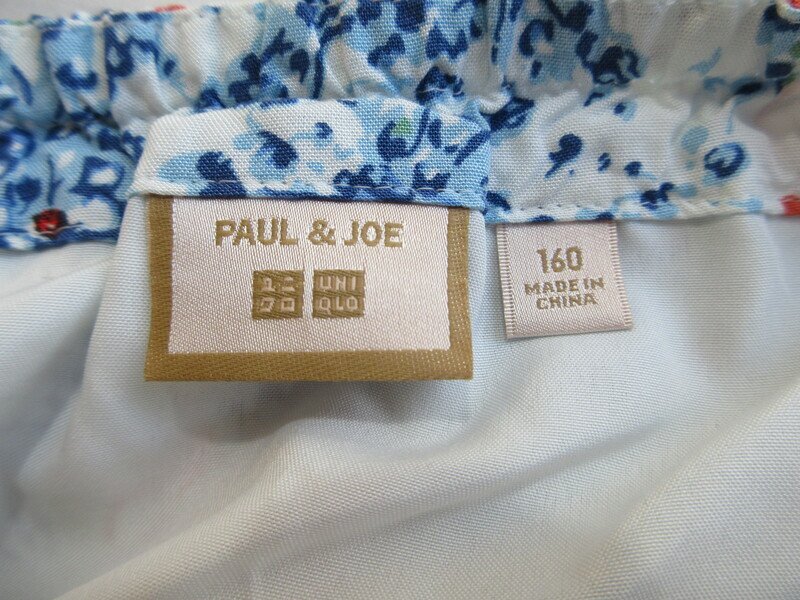 PAUL & JOE
ユニ UNI
クロ QLO
160
MADE IN
CHINA